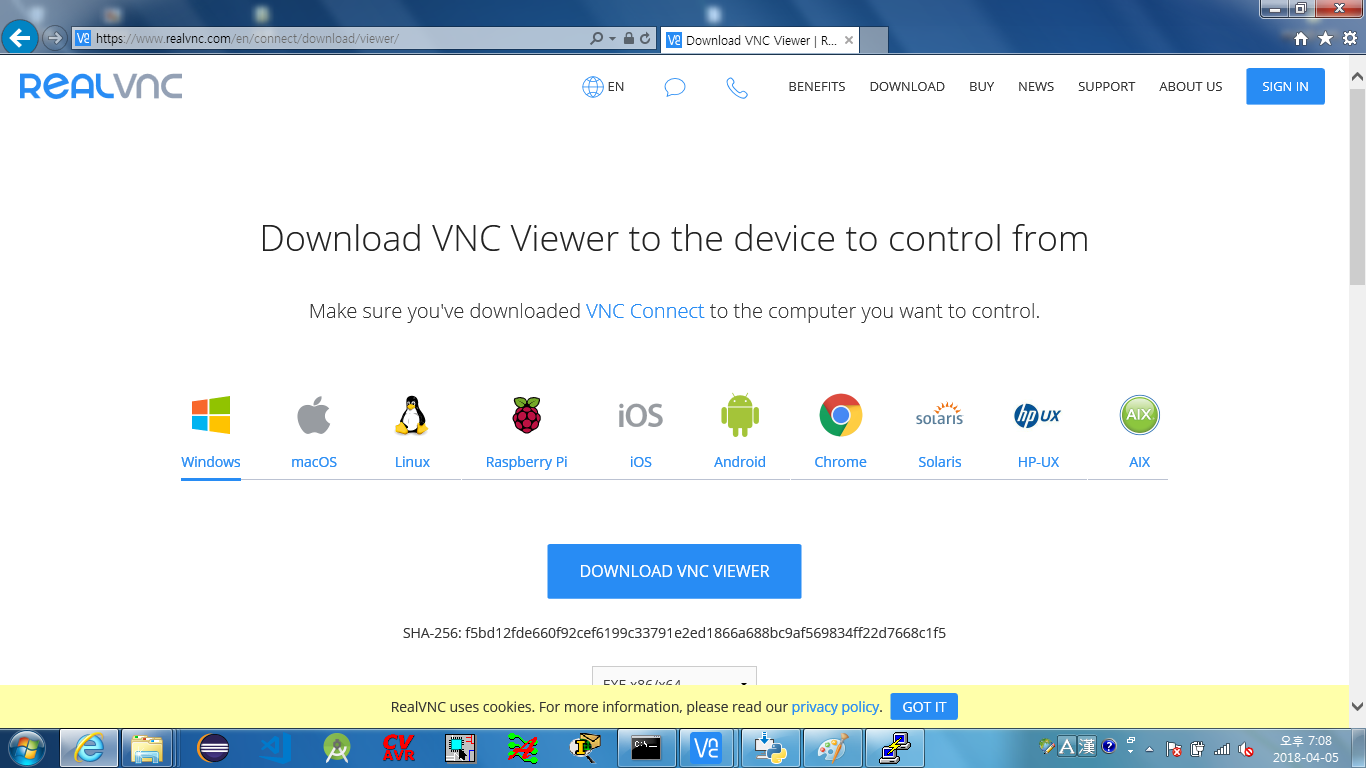 https://www.realvnc.com/en/connect/download/viewer/
Download VNC Viewer | R...
REALVNC
EN
BENEFITS DOWNLOAD BUY NEWS SUPPORT ABOUT US SIGN IN
Download VNC Viewer to the device to control from
Make sure you've downloaded VNC Connect to the computer you want to control.
iOS solaris hp UX AIX
Windows macOS Linux Raspberry Pi iOS Android Chrome Solaris HP-UX AIX
DOWNLOAD VNC VIEWER
SHA-256: f5bd12fde660f92cef6199c33791e2ed1866a688bc9af569834ff22d7668c1f5
EXE x86/x64
RealVNC uses cookies. For more information, please read our privacy policy. GOT IT
CV
AVR
C:\
A 漢
오후 7:08
2018-04-05